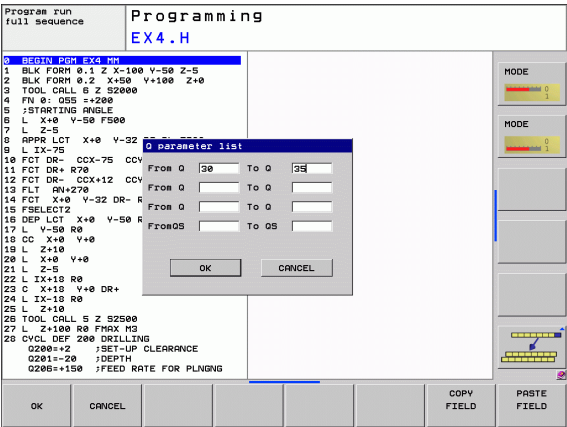 Program run
full sequence
Programming
EX4.H
0 BEGIN PGM EX4 MM
1 BLK FORM 0.1 Z X-100 Y-50 Z-5
2 BLK FORM 0.2 X+50 Y+100 Z+0
3 TOOL CALL 6 Z S2000
4 FN 0: Q55 =+200
5 ;STARTING ANGLE
6 L X+0 Y-50 F500
7 L Z-5
8 APPR LCT X+0 Y-32
9 L IX-75
10 FCT DR- CCX-75 CCY
11 FCT DR+ R70
12 FCT DR- CCX+12 CCY
13 FLT AN+270
14 FCT X+0 Y-32 DR- R
15 FSELECT2
16 DEP LCT X+0 Y-50 R
17 L Y-50 R0
18 CC X+0 Y+0
19 L Z+10
20 L X+0 Y+0
21 L Z-5
22 L IX+18 R0
23 C X+18 Y+0 DR+
24 L IX-18 R0
25 L Z+10
26 TOOL CALL 5 Z S2500
27 L Z+100 R0 FMAX M3
28 CYCL DEF 200 DRILLING
Q200=+2 ;SET-UP CLEARANCE
Q201=-20 ;DEPTH
Q206=+150 ;FEED RATE FOR PLNGNG
Q parameter list
From Q 30 To Q 35
From Q To Q
From Q To Q
FromQS To QS
OK CANCEL
MODE
0
1
MODE
0
1
OK CANCEL COPY FIELD PASTE FIELD